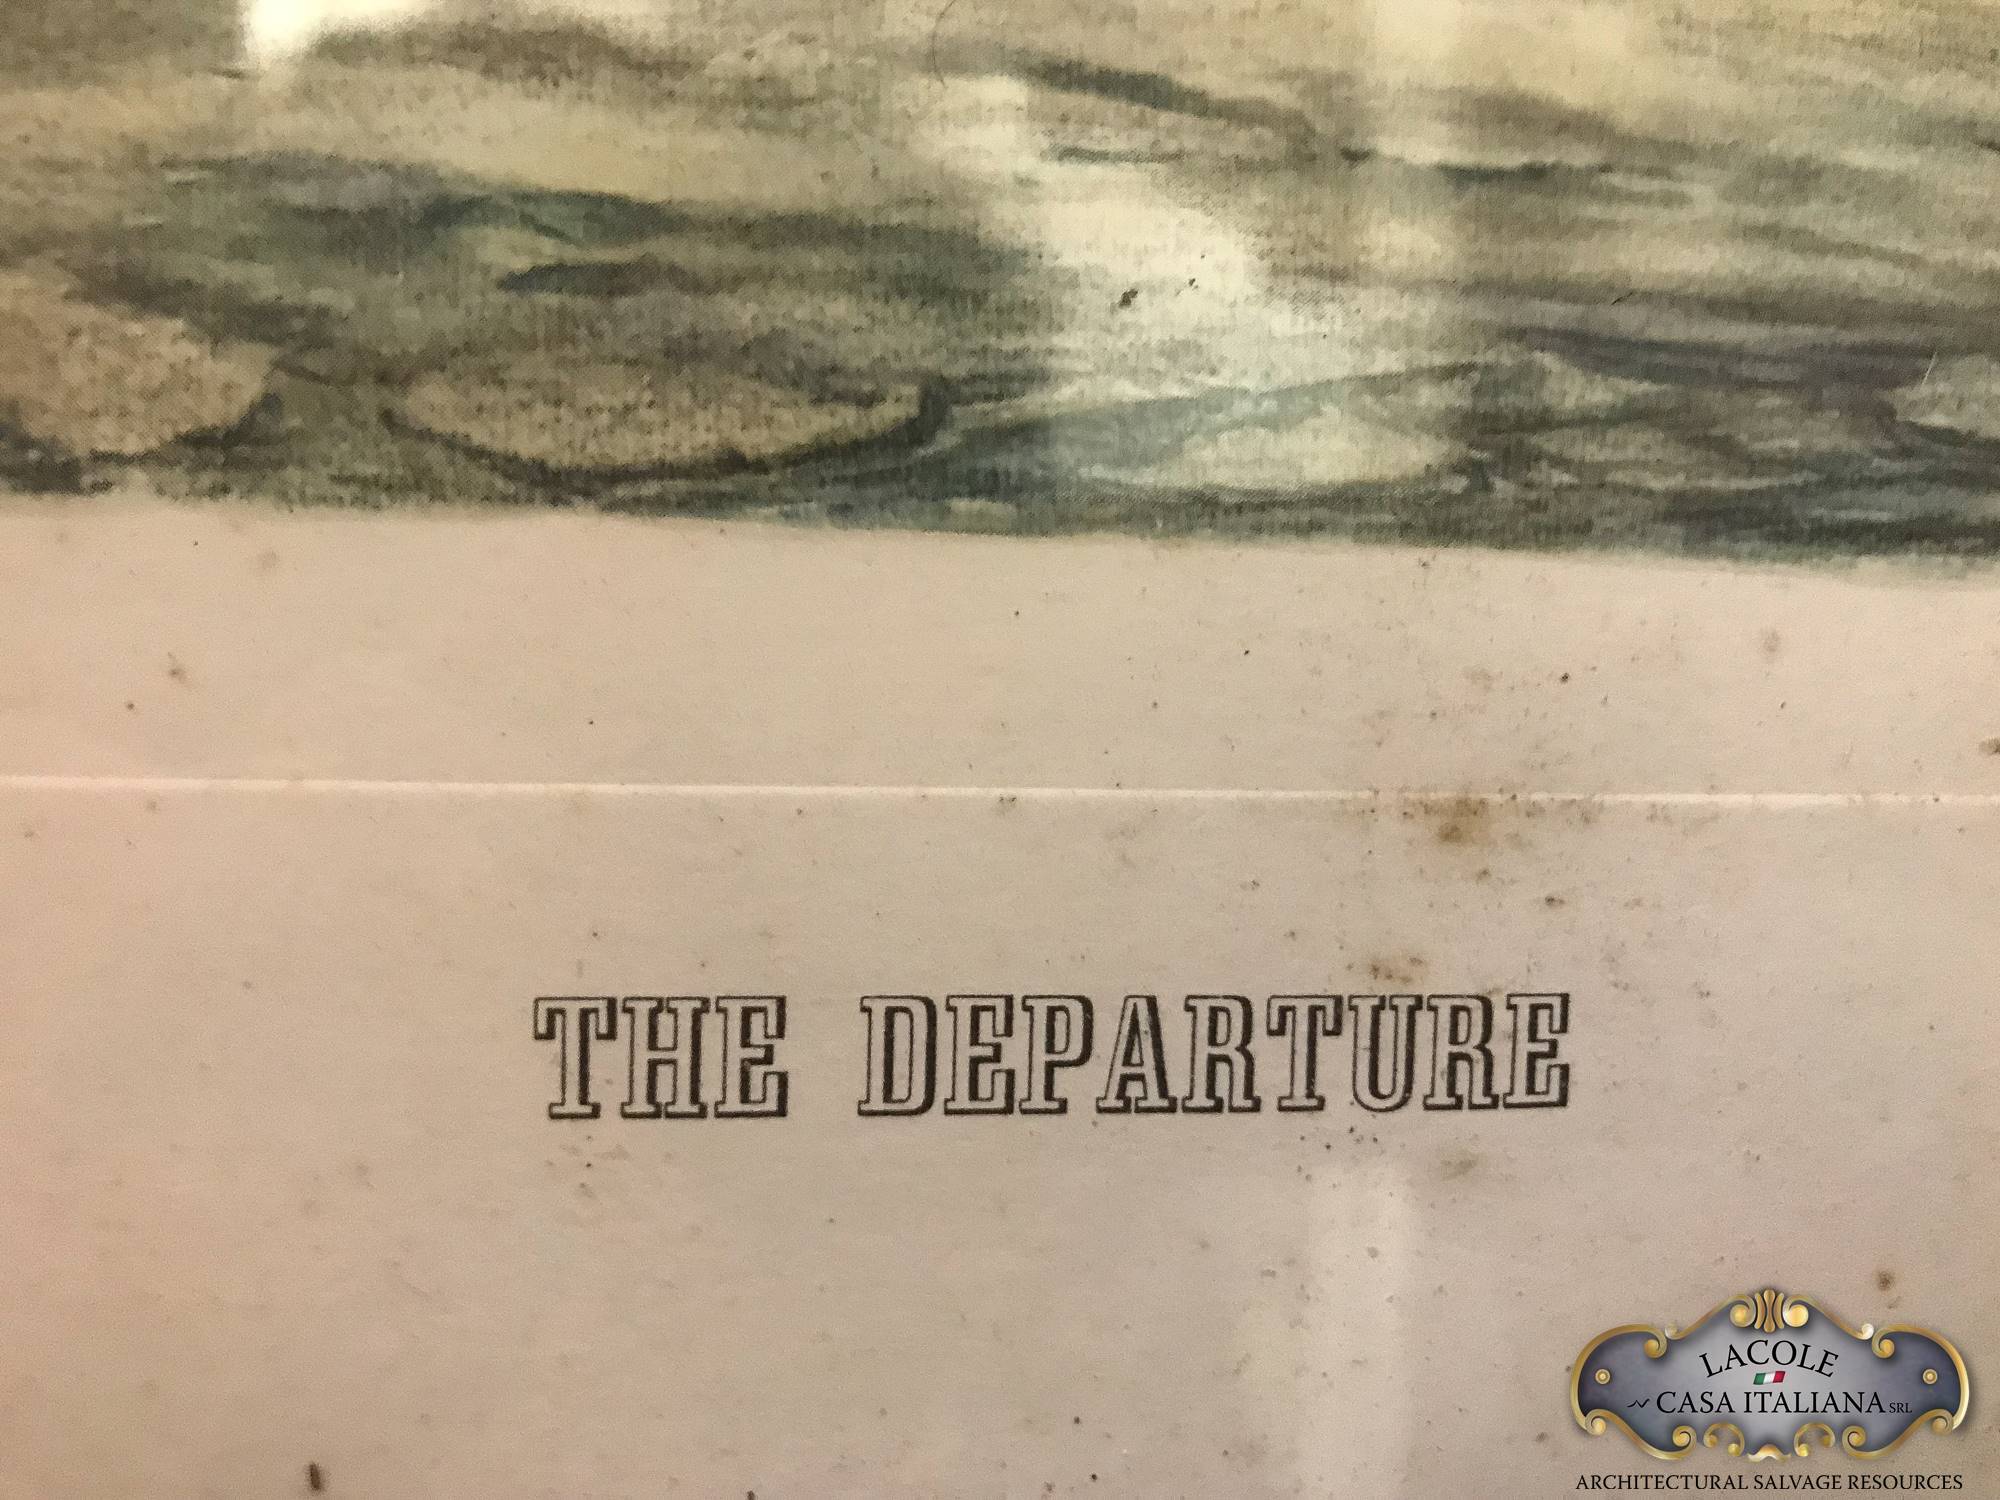 THE DEPARTURE
LACOLE
CASA ITALIANA SRL
ARCHITECTURAL SALVAGE RESOURCES